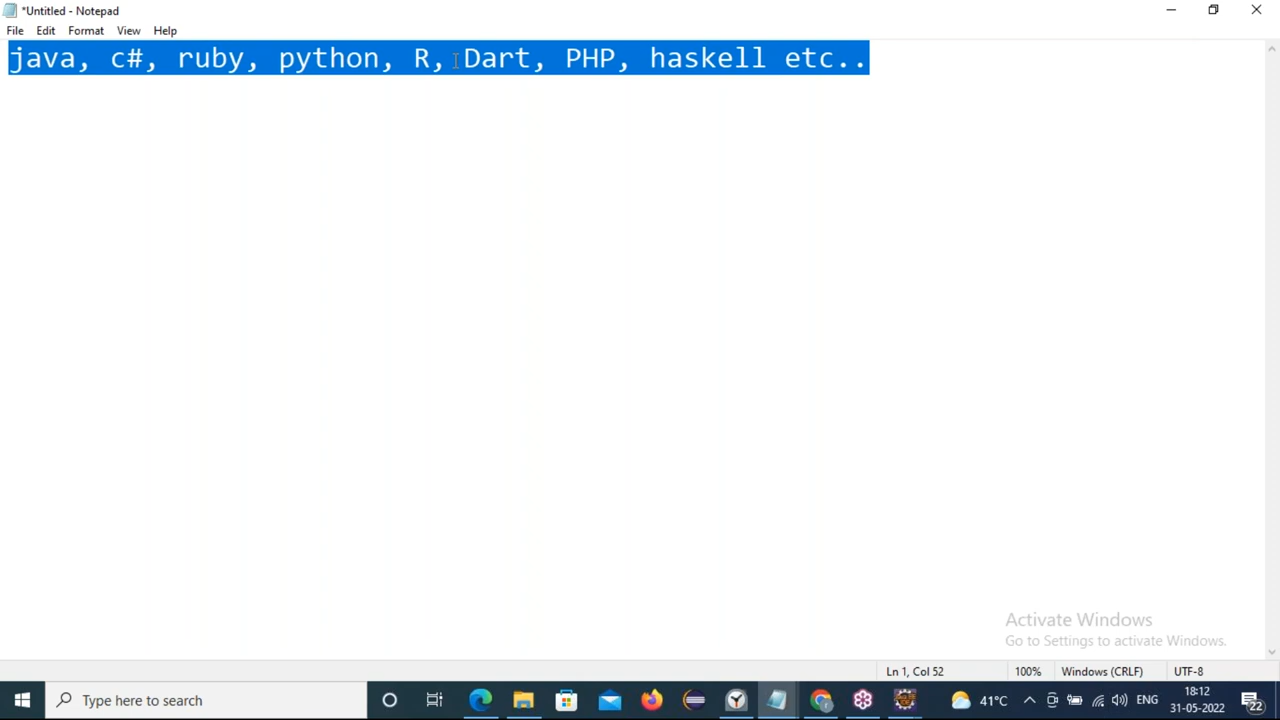 *Untitled - Notepad
File Edit Format View Help
java, c#, ruby, python, R, Dart, PHP, haskell etc..
Activate Windows
Go to Settings to activate Windows.
Ln 1, Col 52 100% Windows (CRLF) UTF-8
Type here to search
41°C ENG
18:12
31-05-2022
22